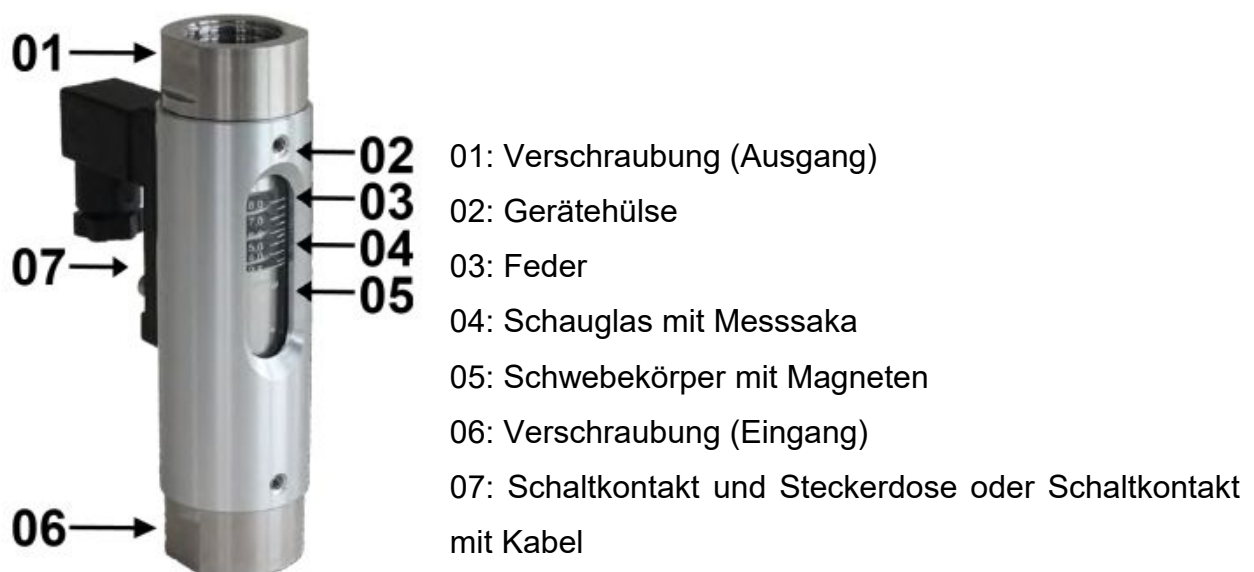 01
02
03
04
05
07
06
01: Verschraubung (Ausgang)
02: Gerätehülse
03: Feder
04: Schauglas mit Messsaka
05: Schwebekörper mit Magneten
06: Verschraubung (Eingang)
07: Schaltkontakt und Steckerdose oder Schaltkontakt
mit Kabel